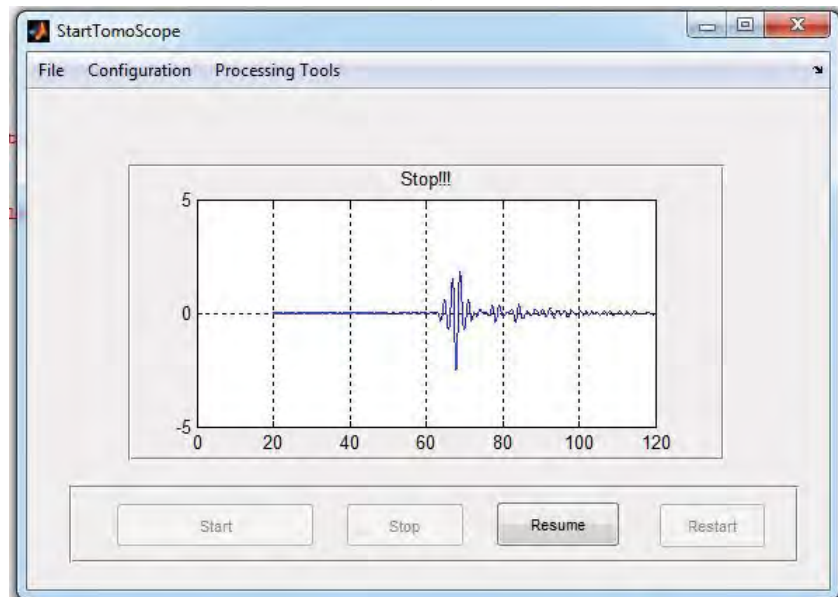 StartTomoScope
File Configuration Processing Tools
Stop!!!
5
0
-5
0 20 40 60 80 100 120
Start Stop Resume Restart